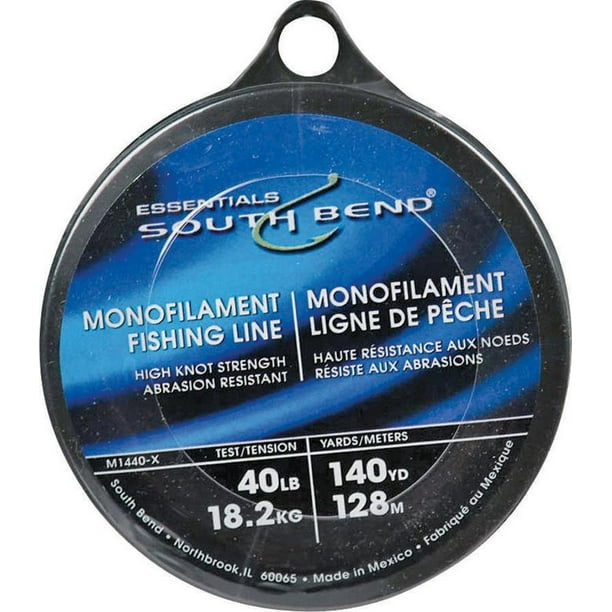 ESSENTIALS
SOUTH BEND®
MONOFILAMENT
FISHING LINE
HIGH KNOT STRENGTH
ABRASION RESISTANT
MONOFILAMENT
LIGNE DE PÊCHE
HAUTE RÉSISTANCE AUX NOEDS
RÉSISTE AUX ABRASIONS
M1440-X
TEST/TENSION
40LB
18.2KG
YARDS/METERS
140YD
128M
South Bend • Northbrook, IL 60065 • Made in Mexico • Fabriqué au Mexique